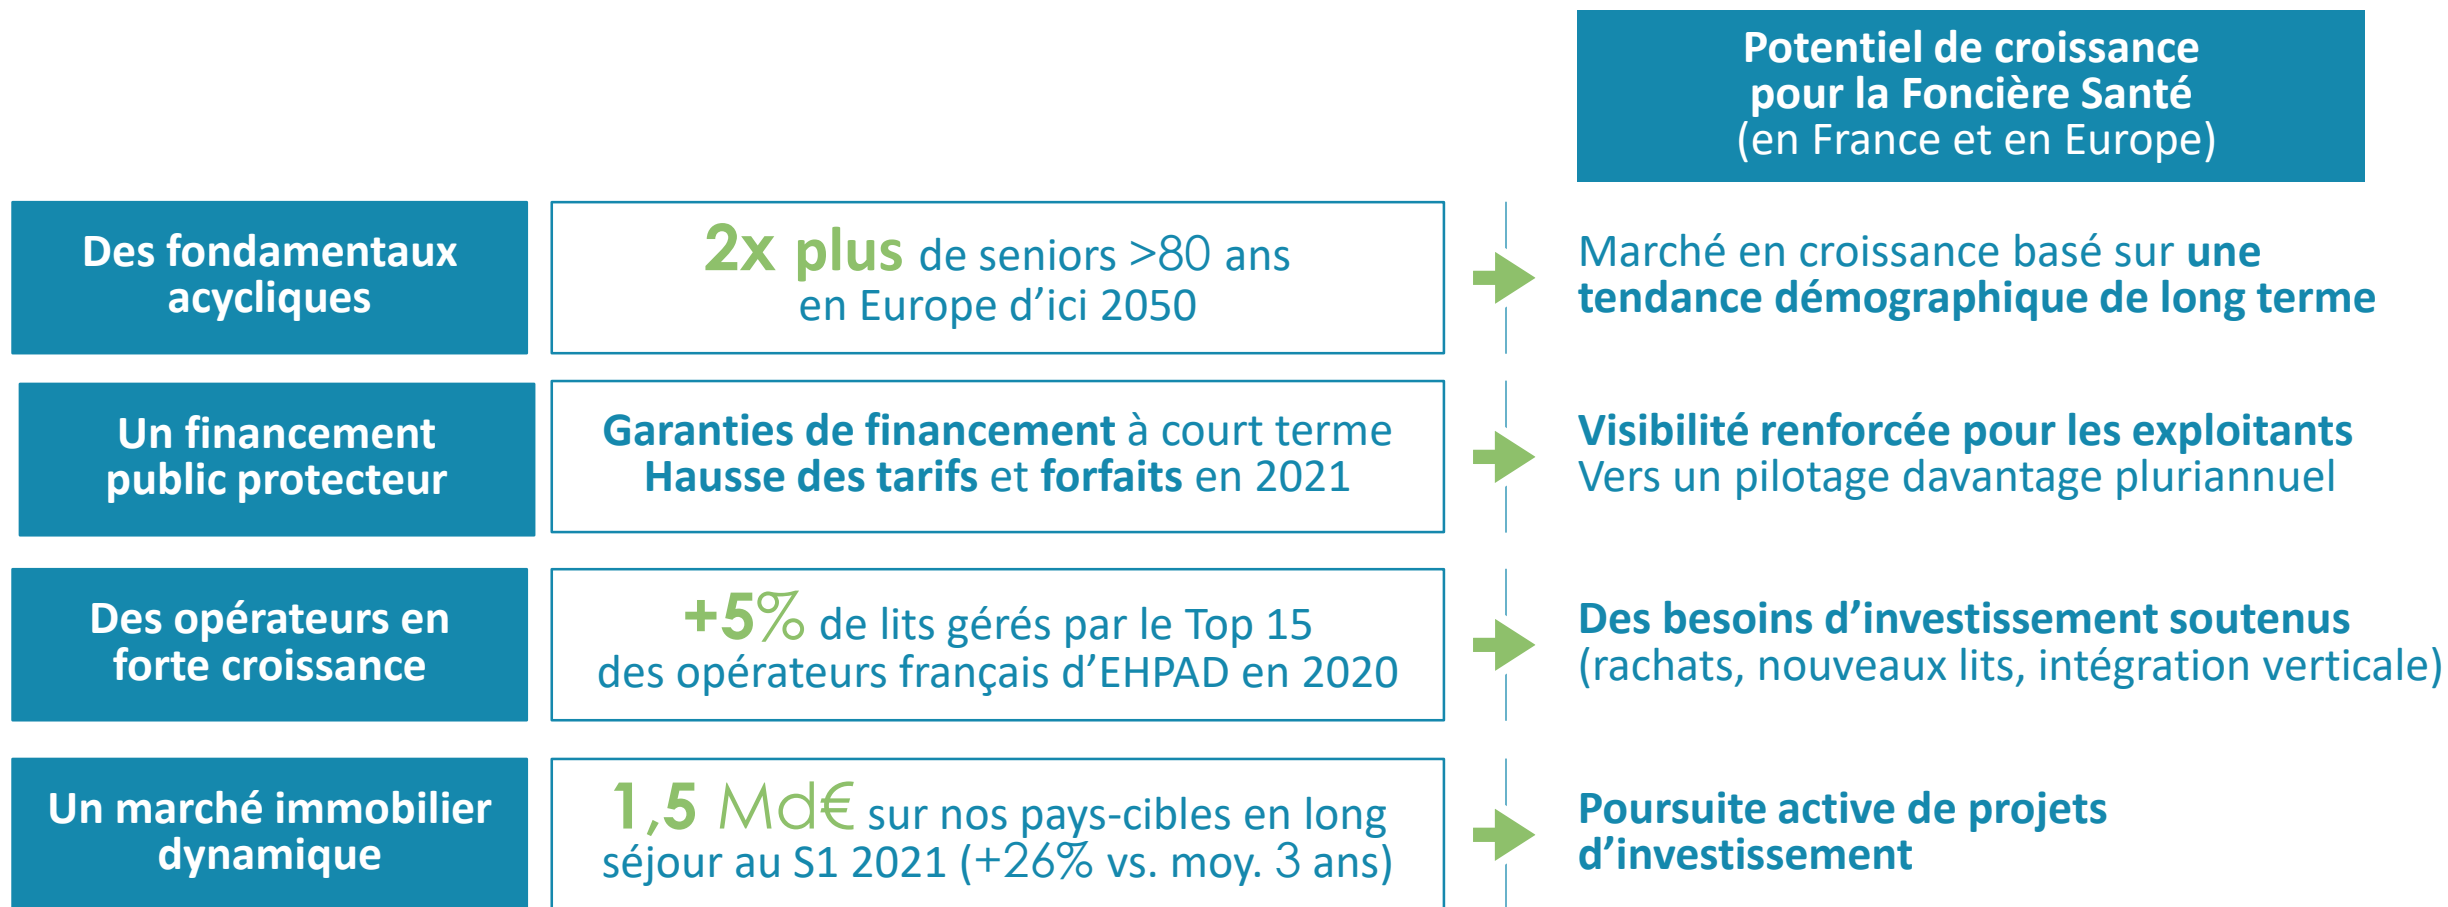 Potentiel de croissance
pour la Foncière Santé
(en France et en Europe)
Des fondamentaux
acycliques
2x plus de seniors >80 ans
en Europe d’ici 2050
Marché en croissance basé sur une
tendance démographique de long terme
Un financement
public protecteur
Garanties de financement à court terme
Hausse des tarifs et forfaits en 2021
Visibilité renforcée pour les exploitants
Vers un pilotage davantage pluriannuel
Des opérateurs en
forte croissance
+5% de lits gérés par le Top 15
des opérateurs français d’EHPAD en 2020
Des besoins d’investissement soutenus
(rachats, nouveaux lits, intégration verticale)
Un marché immobilier
dynamique
1,5 Md€ sur nos pays-cibles en long
séjour au S1 2021 (+26% vs. moy. 3 ans)
Poursuite active de projets
d’investissement